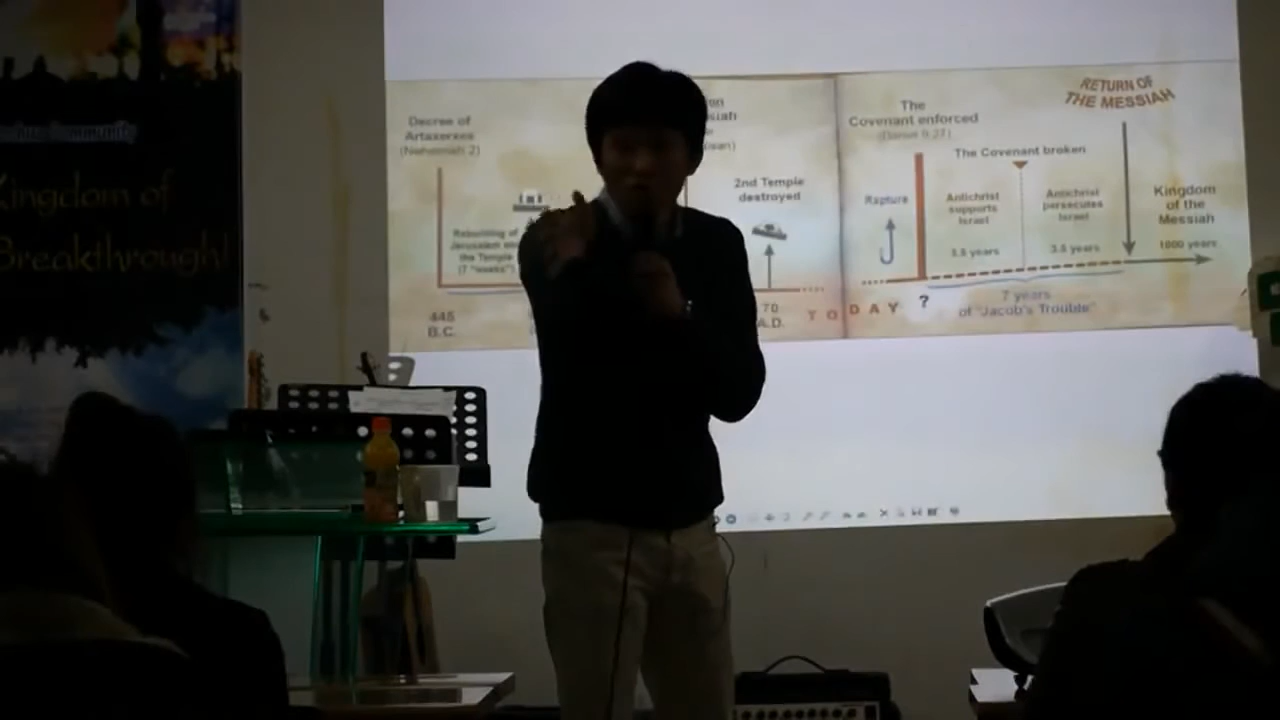 Community
Kingdom of
Breakthrough!
Decree of
Artaxerxes
(Nehemiah 2)
Rebuilding of
Jerusalem and
the Temple
(7 "weeks")
445
B.C.
2nd Temple
destroyed
70
A.D.
TODAY ?
The
Covenant enforced
(Daniel 9:27)
Rapture
The Covenant broken
Antichrist
supports
Israel
3.5 years
Antichrist
persecutes
Israel
3.5 years
7 years
of "Jacob's Trouble"
RETURN OF
THE MESSIAH
Kingdom
of the
Messiah
1000 years